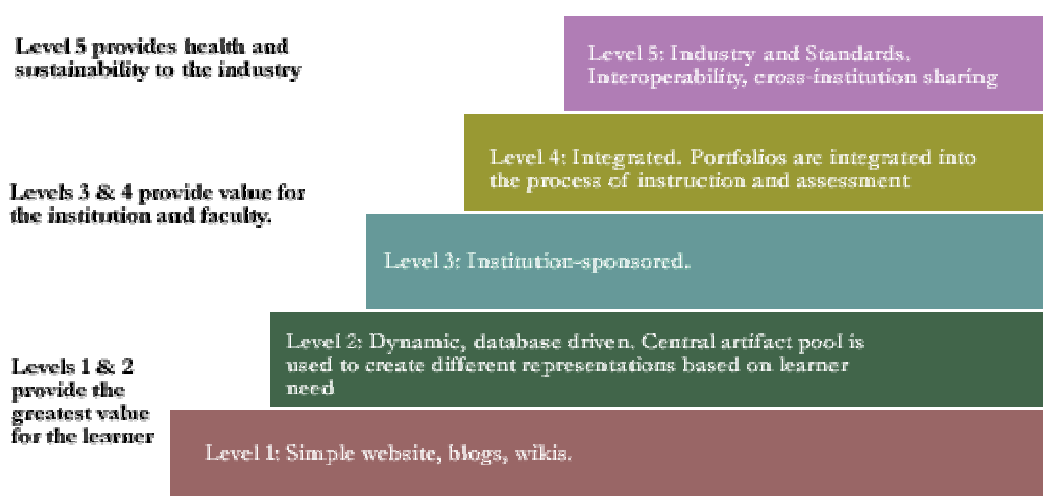 Level 5 provides health and
sustainability to the industry
Level 5: Industry and Standards.
Interoperability, cross-institution sharing
Level 4: Integrated. Portfolios are integrated into
the process of instruction and assessment
Levels 3 & 4 provide value for
the institution and faculty.
Level 3: Institution-sponsored.
Level 2: Dynamic, database driven. Central artifact pool is
used to create different representations based on learner
need
Levels 1 & 2
provide the
greatest value
for the learner
Level 1: Simple website, blogs, wikis.